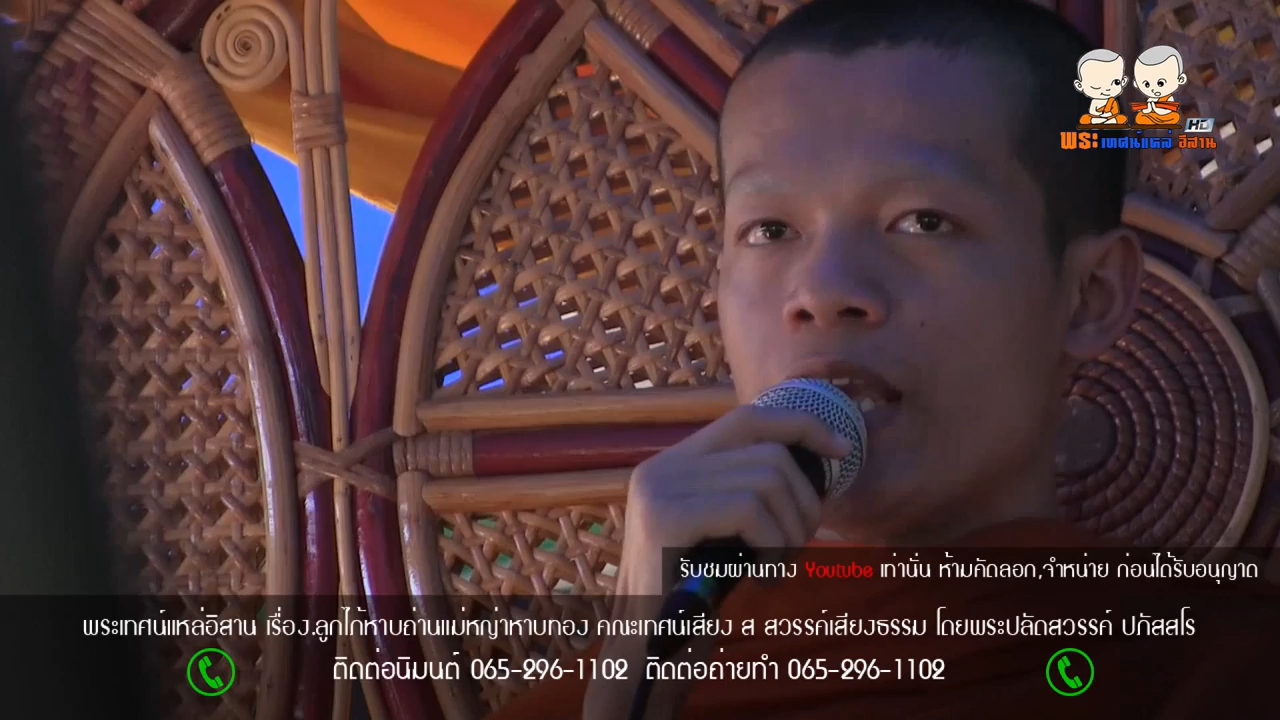 HD
พระเทศน์แหล่ อีสาน
รับชมผ่านทาง Youtube เท่านั่น ห้ามคัดลอก,จำหน่าย ก่อนได้รับอนุญาด
พระเทศน์แหล่อิสาน เรื่อง.ลูกไก้หาบถ่านแม่หญ่าหาบทอง คณะเทศน์เสียง ส สวรรค์เสียงธรรม โดยพระปลัดสวรรค์ ปภัสสโร
ติดต่อนิมนต์ 065-296-1102 ติดต่อถ่ายทำ 065-296-1102